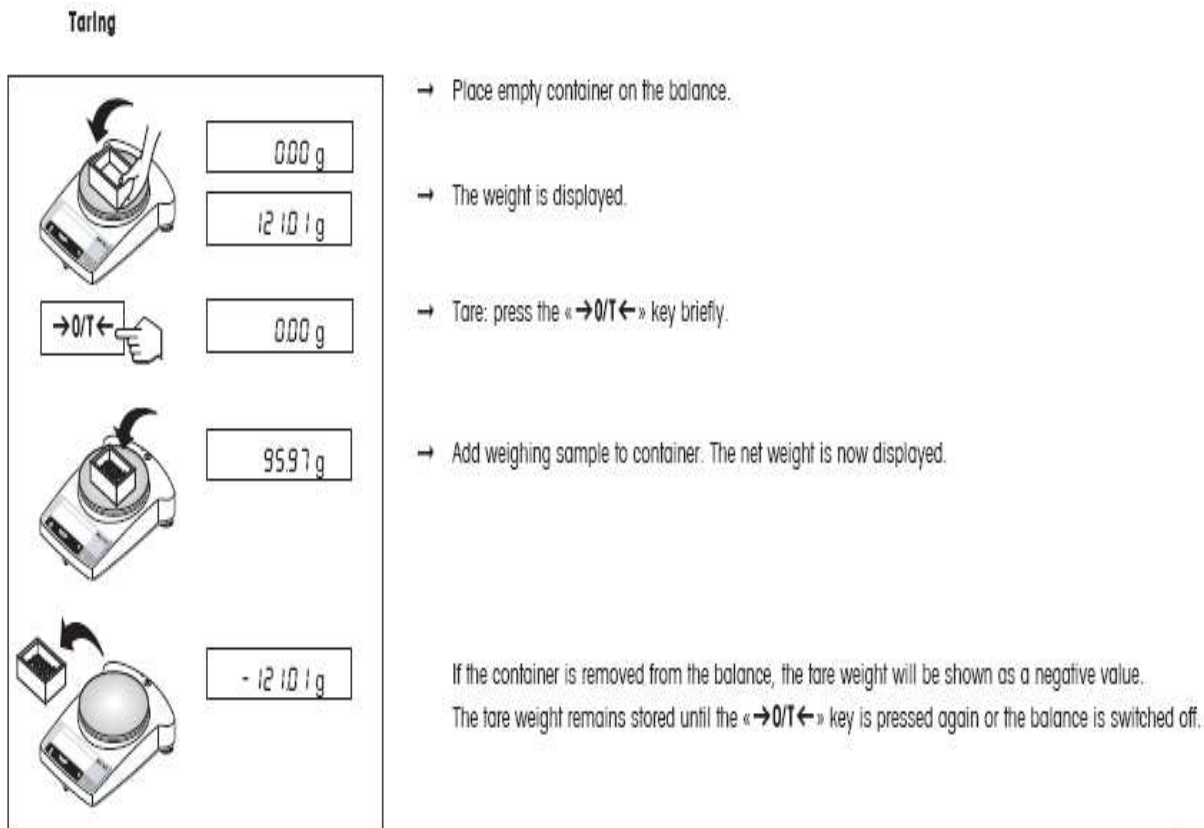 Taring
→ Place empty container on the balance.
0.00 g
→ The weight is displayed.
121.01 g
→0/T←
0.00 g
→ Tare: press the «→0/T←» key briefly.
95.97 g
→ Add weighing sample to container. The net weight is now displayed.
-121.01 g
If the container is removed from the balance, the tare weight will be shown as a negative value.
The tare weight remains stored until the «→0/T←» key is pressed again or the balance is switched off.